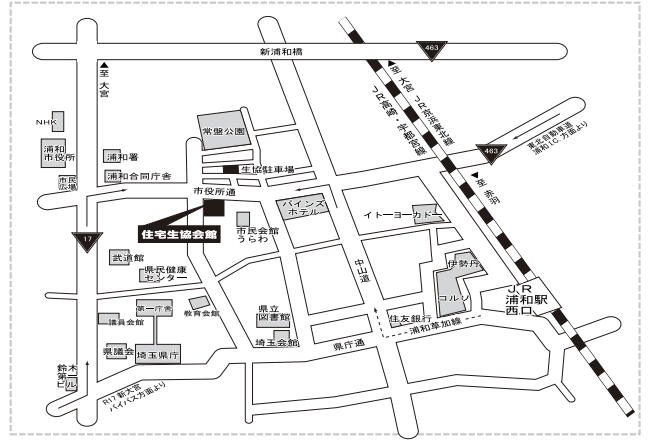 新浦和橋
463
至 大宮
至 大宮
JR京浜東北線
JR高崎・宇都宮線
NHK
常盤公園
463
東北自動車道
浦和I.C.方面より
浦和
市役所
浦和署
浦和合同庁舎
生協駐車場
市民
広場
市役所通
至 赤羽
パインズ
ホテル
イトーヨーカドー
住宅生協会館
市民会館
うらわ
17
武道館
県民健康
センター
中山道
伊勢丹
コルソ
JR
浦和駅
西口
第一庁舎
教育会館
県立
図書館
議員会館
住友銀行
浦和草加線
埼玉会館
県庁通
県議会
埼玉県庁
鈴木
第一
ビル
R17 新大宮
バイパス方面より